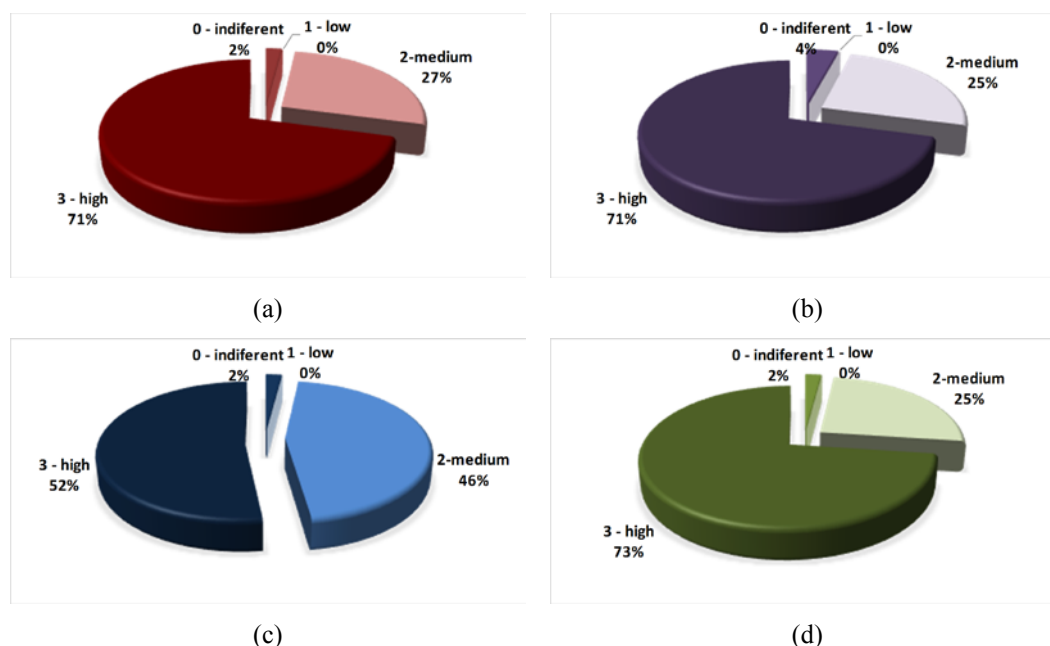 0 - indiferent
2%
1 - low
0%
2-medium
27%
3 - high
71%
(a)
0 - indiferent
4%
1 - low
0%
2-medium
25%
3 - high
71%
(b)
0 - indiferent
2%
1 - low
0%
2-medium
46%
3 - high
52%
(c)
0 - indiferent
2%
1 - low
0%
2-medium
25%
3 - high
73%
(d)